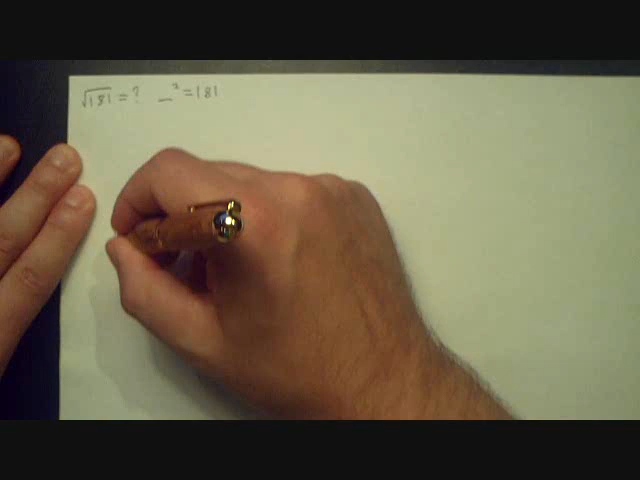 √181 = ? _² = 181